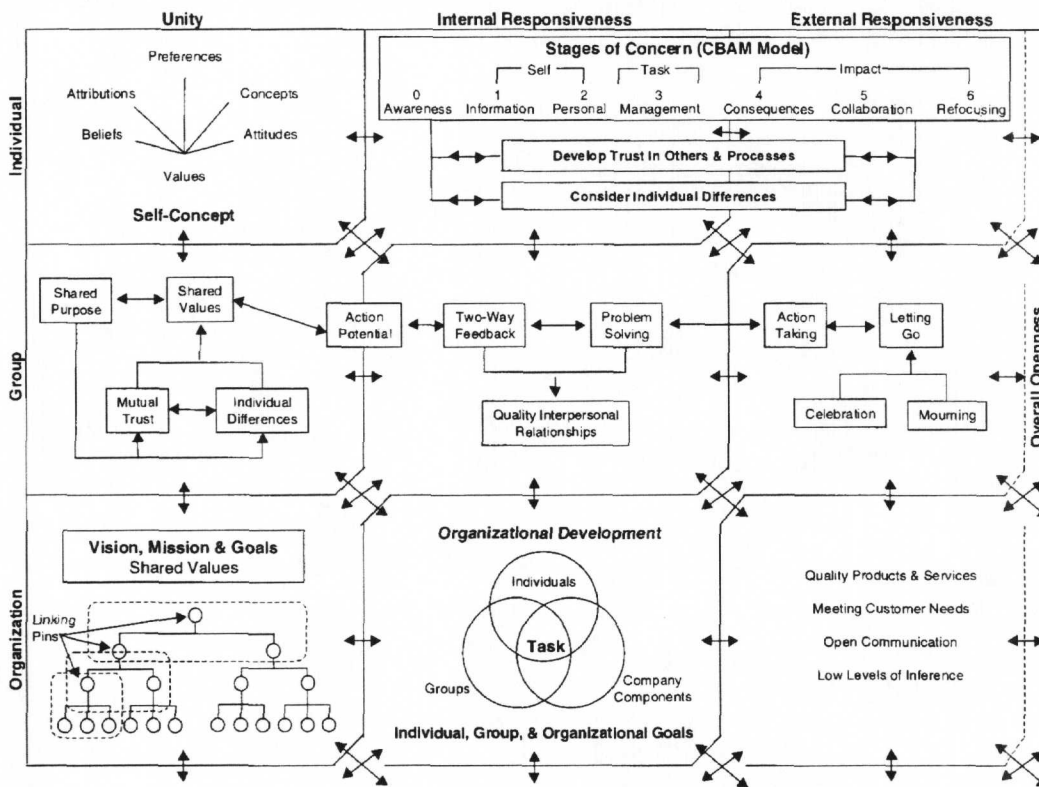 Unity
Internal Responsiveness
External Responsiveness
Individual
Preferences
Attributions
Concepts
Beliefs
Attitudes
Values
Self-Concept
Stages of Concern (CBAM Model)
Self
Task
Impact
0
1
2
3
4
5
6
Awareness
Information
Personal
Management
Consequences
Collaboration
Refocusing
Develop Trust In Others & Processes
Consider Individual Differences
Group
Shared
Purpose
Shared
Values
Mutual
Trust
Individual
Differences
Action
Potential
Two-Way
Feedback
Problem
Solving
Quality Interpersonal
Relationships
Action
Taking
Letting
Go
Celebration
Mourning
Overall Openness
Organization
Vision, Mission & Goals
Shared Values
Linking
Pins
Organizational Development
Individuals
Task
Groups
Company
Components
Individual, Group, & Organizational Goals
Quality Products & Services
Meeting Customer Needs
Open Communication
Low Levels of Inference